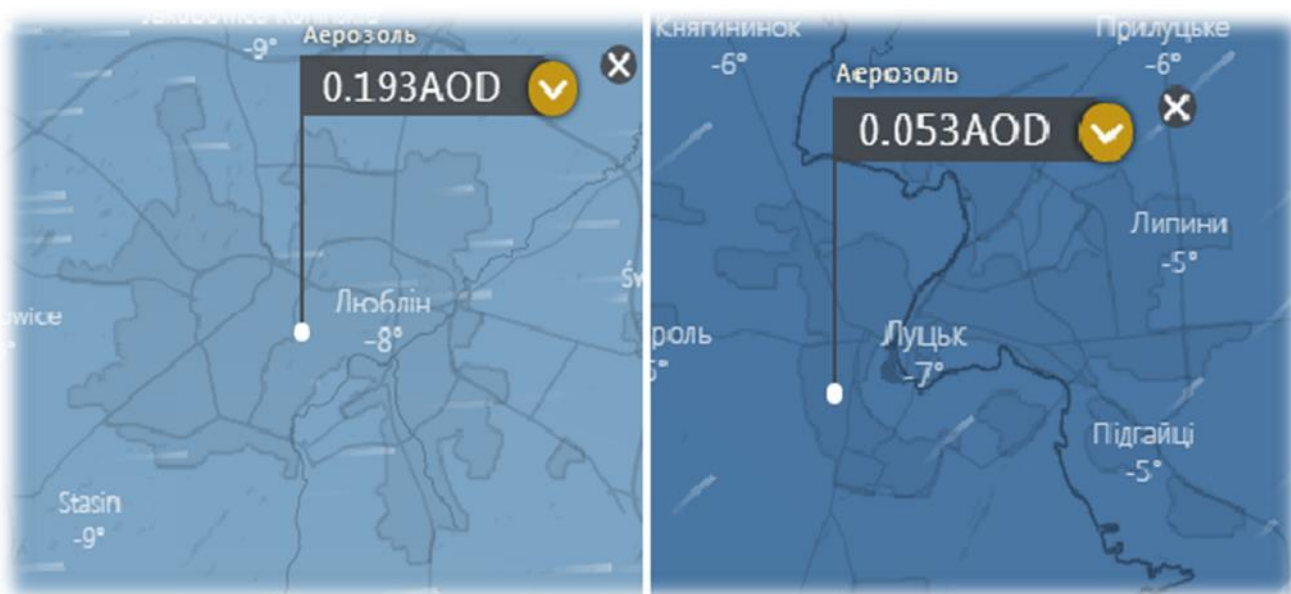 -9°
Аерозоль
0.193AOD
Люблін
-8°
Stasin
-9°
Княгининок
-6°
Прилуцьке
-6°
Аерозоль
0.053AOD
Липини
-5°
роль
Луцьк
-7°
Підгайці
-5°